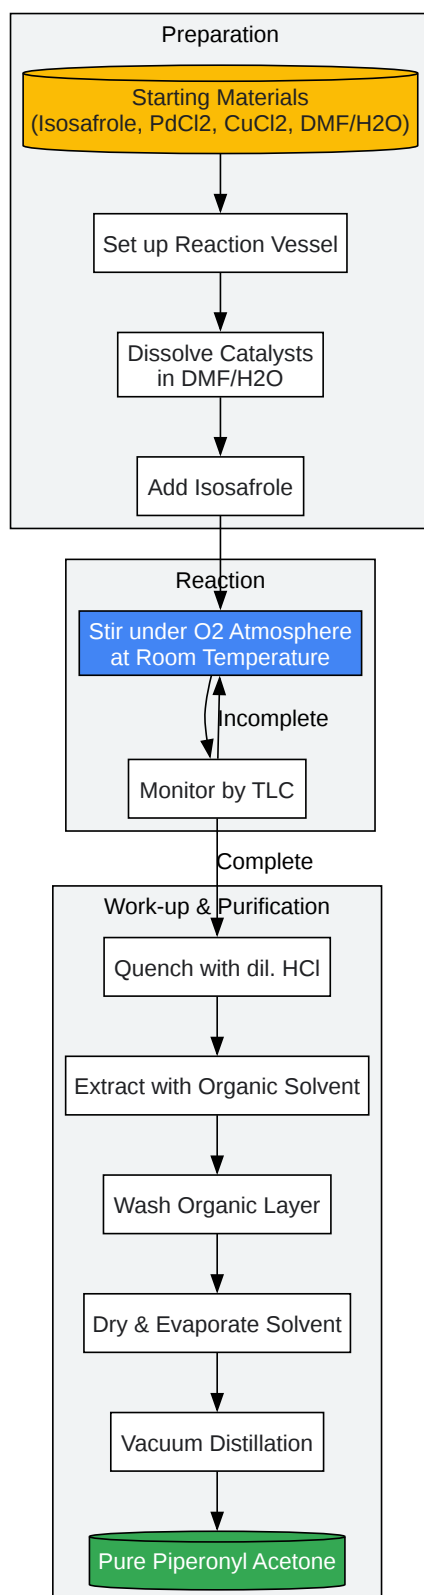 Preparation
Starting Materials
(Isosafrole, PdCl2, CuCl2, DMF/H2O)
Set up Reaction Vessel
Dissolve Catalysts
in DMF/H2O
Add Isosafrole
Reaction
Stir under O2 Atmosphere
at Room Temperature
Incomplete
Monitor by TLC
Complete
Work-up & Purification
Quench with dil. HCl
Extract with Organic Solvent
Wash Organic Layer
Dry & Evaporate Solvent
Vacuum Distillation
Pure Piperonyl Acetone